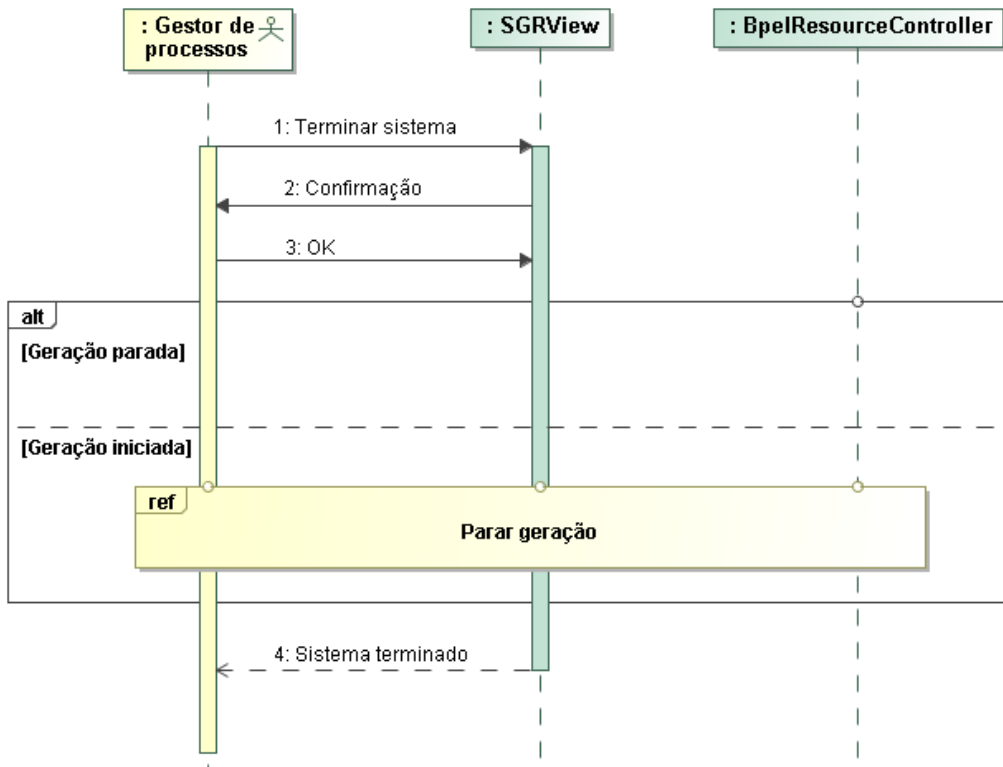 : Gestor de
processos
: SGRView
: BpelResourceController
1: Terminar sistema
2: Confirmação
3: OK
alt
[Geração parada]
[Geração iniciada]
ref
Parar geração
4: Sistema terminado